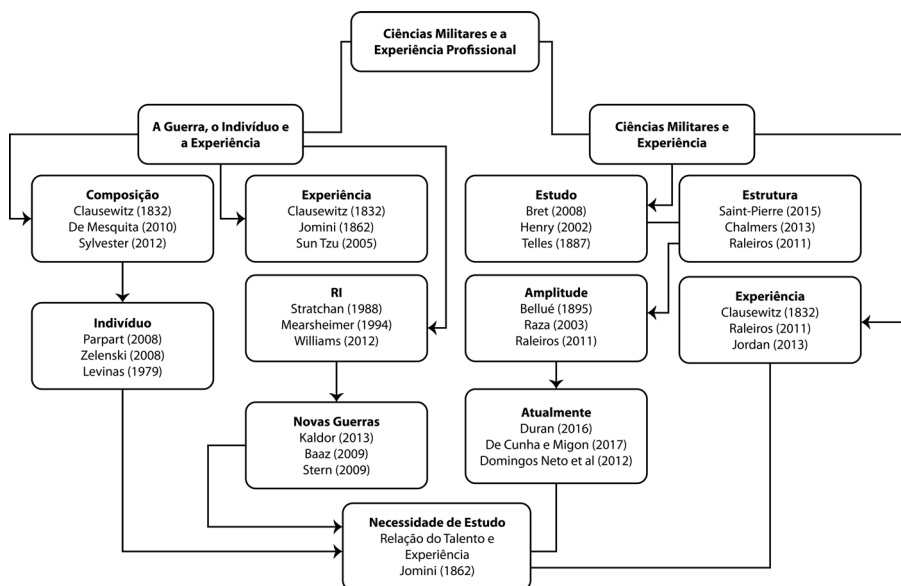 Ciências Militares e a
Experiência Profissional
A Guerra, o Indivíduo e
a Experiência
Ciências Militares e
Experiência
Composição
Clausewitz (1832)
De Mesquita (2010)
Sylvester (2012)
Experiência
Clausewitz (1832)
Jomini (1862)
Sun Tzu (2005)
Estudo
Bret (2008)
Henry (2002)
Telles (1887)
Estrutura
Saint-Pierre (2015)
Chalmers (2013)
Raleiros (2011)
Indivíduo
Parpart (2008)
Zelenski (2008)
Levinas (1979)
RI
Stratchan (1988)
Mearsheimer (1994)
Williams (2012)
Amplitude
Bellué (1895)
Raza (2003)
Raleiros (2011)
Experiência
Clausewitz (1832)
Raleiros (2011)
Jordan (2013)
Novas Guerras
Kaldor (2013)
Baaz (2009)
Stern (2009)
Atualmente
Duran (2016)
De Cunha e Migon (2017)
Domingos Neto et al (2012)
Necessidade de Estudo
Relação do Talento e
Experiência
Jomini (1862)